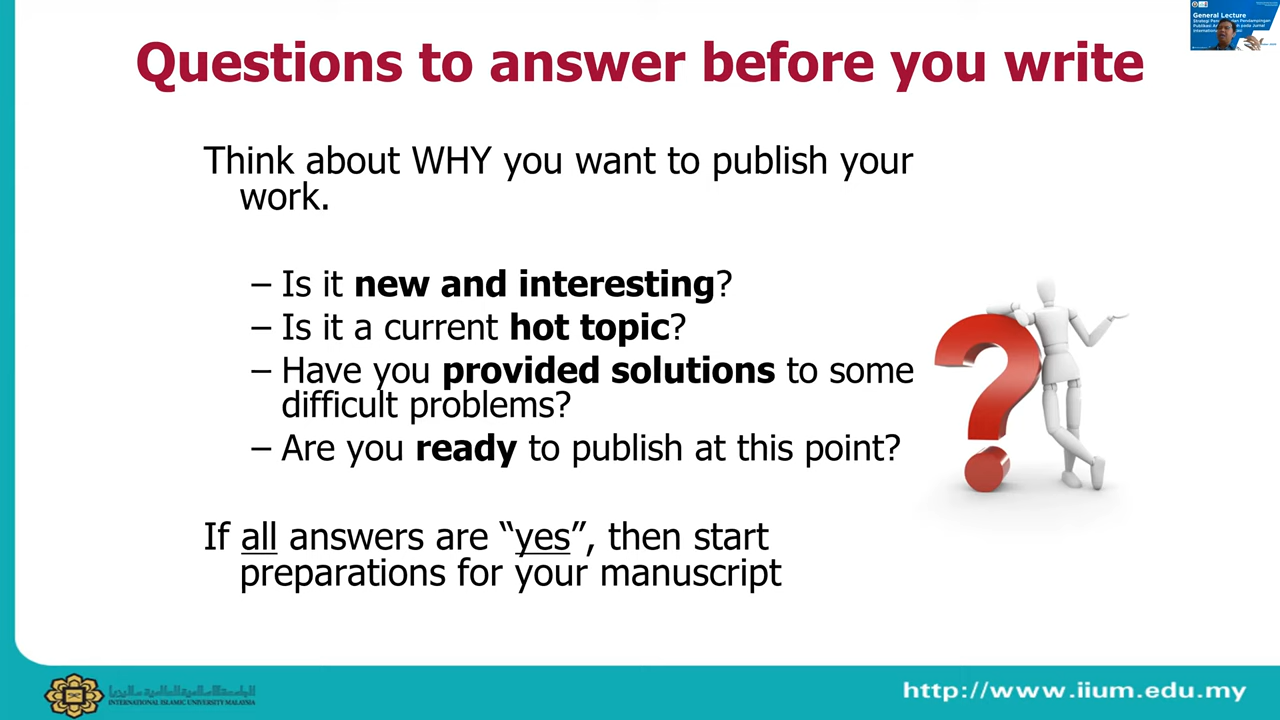 General Lecture
Questions to answer before you write
Think about WHY you want to publish your
work.
– Is it new and interesting?
– Is it a current hot topic?
– Have you provided solutions to some
difficult problems?
– Are you ready to publish at this point?
If all answers are “yes”, then start
preparations for your manuscript
INTERNATIONAL ISLAMIC UNIVERSITY MALAYSIA
http://www.iium.edu.my